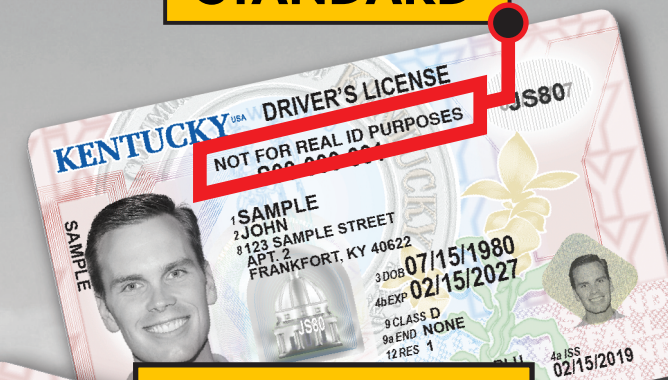 STANDARD
DRIVER'S LICENSE
KENTUCKY USA
JS807
NOT FOR REAL ID PURPOSES
SAMPLE
1 SAMPLE
2 JOHN
8 123 SAMPLE STREET
APT. 2
FRANKFORT, KY 40622
3 DOB 07/15/1980
4b EXP 02/15/2027
JS80
9 CLASS D
9a END NONE
12 RES 1
4a ISS
02/15/2019
KENTUCKY